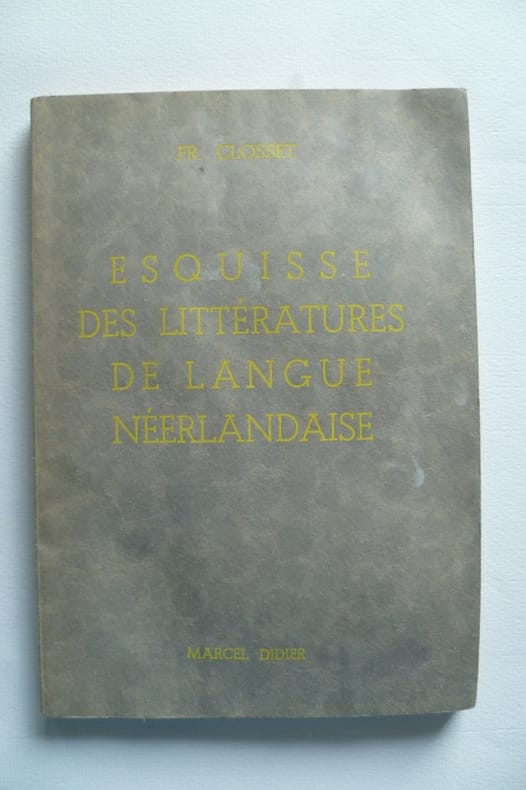 FR. CLOSSET
ESQUISSE
DES LITTÉRATURES
DE LANGUE
NÉERLANDAISE
MARCEL DIDIER